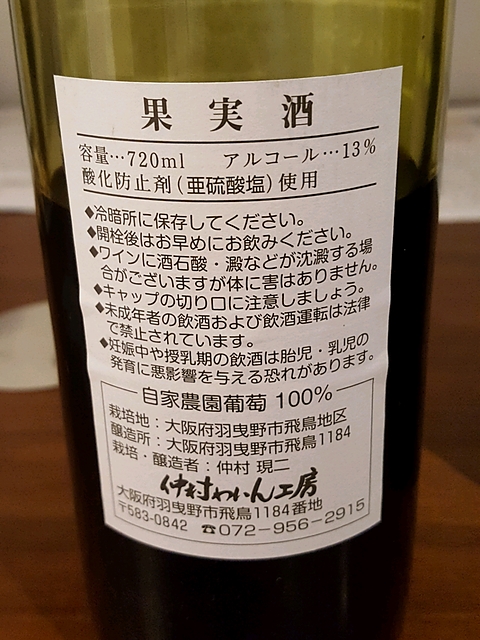 果実酒
容量…720ml アルコール…13%
酸化防止剤(亜硫酸塩)使用
◆冷暗所に保存してください。
◆開栓後はお早めにお飲みください。
◆ワインに酒石酸・澱などが沈澱する場
合がございますが体に害はありません。
◆キャップの切り口に注意しましょう。
◆未成年者の飲酒および飲酒運転は法律
で禁止されています。
◆妊娠中や授乳期の飲酒は胎児・乳児の
発育に悪影響を与える恐れがあります。
自家農園葡萄 100%
栽培地：大阪府羽曳野市飛鳥地区
醸造所：大阪府羽曳野市飛鳥1184
栽培・醸造者：仲村 現二
仲村わいん工房
大阪府羽曳野市飛鳥1184番地
〒583-0842 ☎072-956-2915